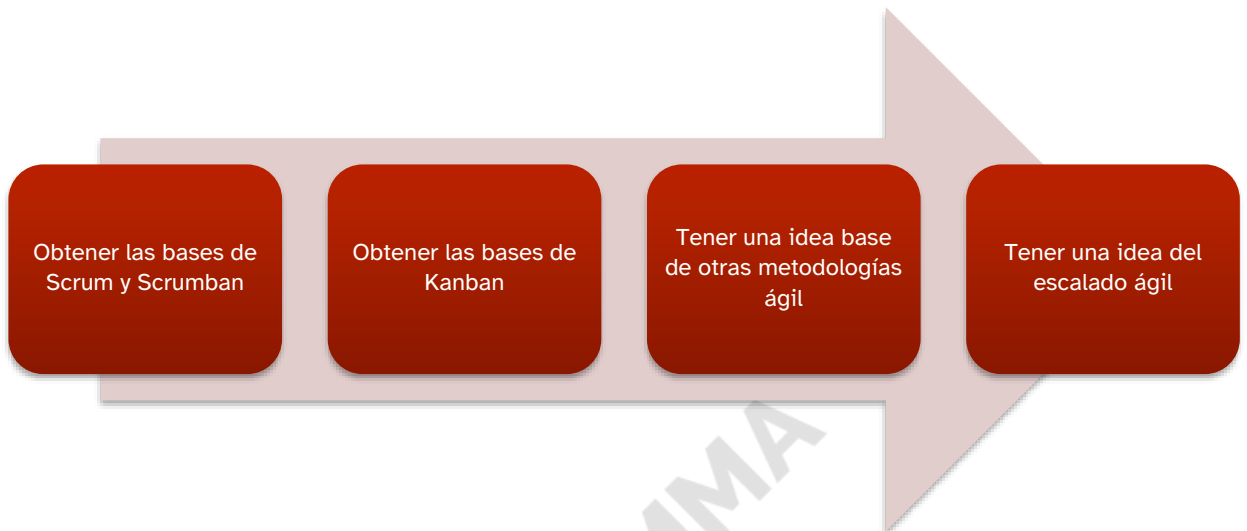 Obtener las bases de
Scrum y Scrumban
Obtener las bases de
Kanban
Tener una idea base
de otras metodologías
ágil
Tener una idea del
escalado ágil